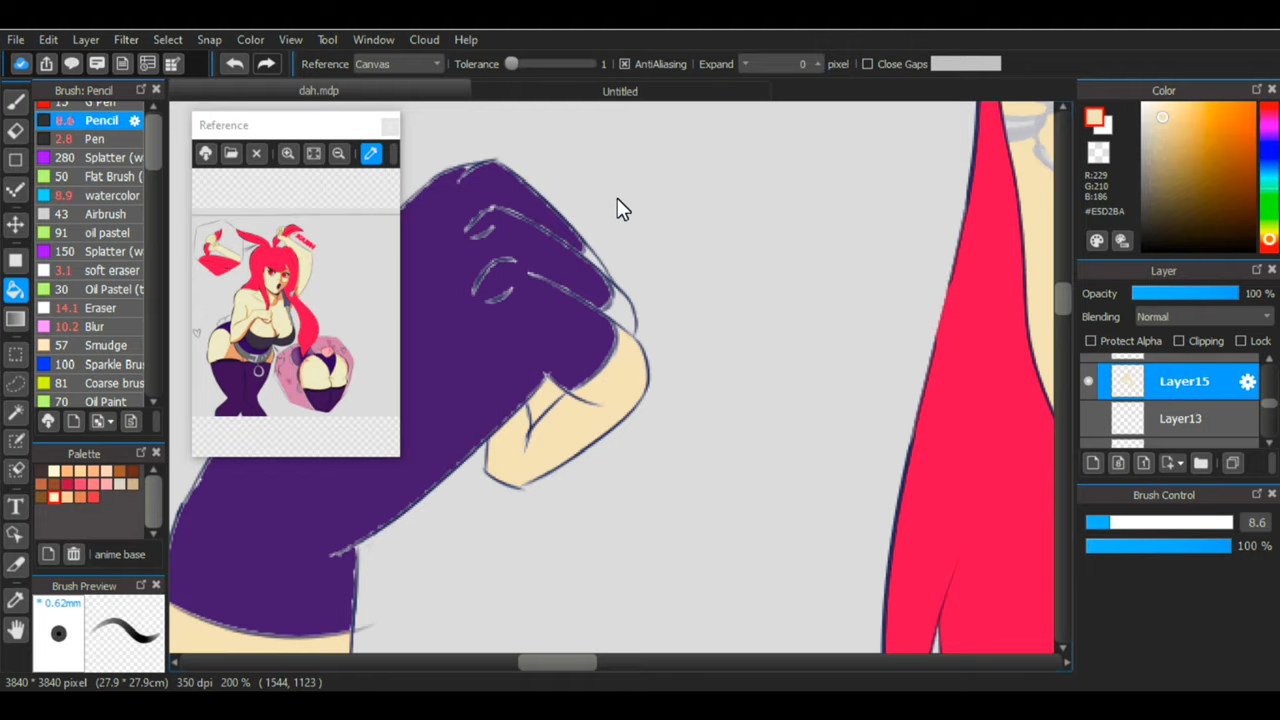 File Edit Layer Filter Select Snap Color View Tool Window Cloud Help
Reference Canvas Tolerance 1 AntiAliasing Expand 0 pixel Close Gaps
Brush: Pencil
dah.mdp
Untitled
Color
15 G Pen
8.6 Pencil
2.8 Pen
280 Splatter (w
50 Flat Brush (
8.9 watercolor
43 Airbrush
91 oil pastel
150 Splatter (w
3.1 soft eraser
30 Oil Pastel (t
14.1 Eraser
10.2 Blur
57 Smudge
100 Sparkle Brus
81 Coarse brus
70 Oil Paint
Reference
R:229
G:210
B:186
#E5D2BA
Layer
Opacity 100 %
Blending Normal
Protect Alpha Clipping Lock
Layer15
Layer13
Palette
anime base
Brush Control
8.6
100 %
Brush Preview
* 0.62mm
3840 * 3840 pixel (27.9 * 27.9cm) 350 dpi 200 % ( 1544, 1123 )